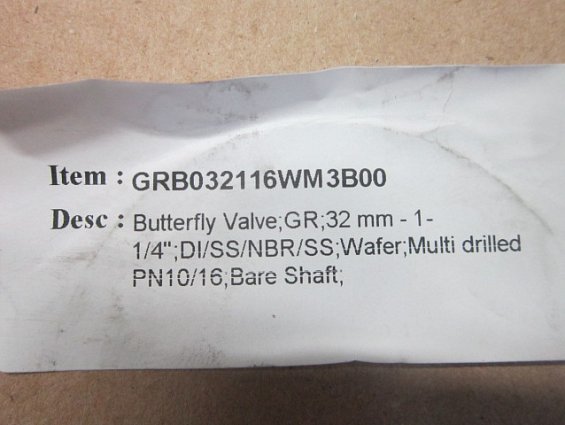 Item : GRB032116WM3B00
Desc : Butterfly Valve;GR;32 mm - 1-
1/4";DI/SS/NBR/SS;Wafer;Multi drilled
PN10/16;Bare Shaft;